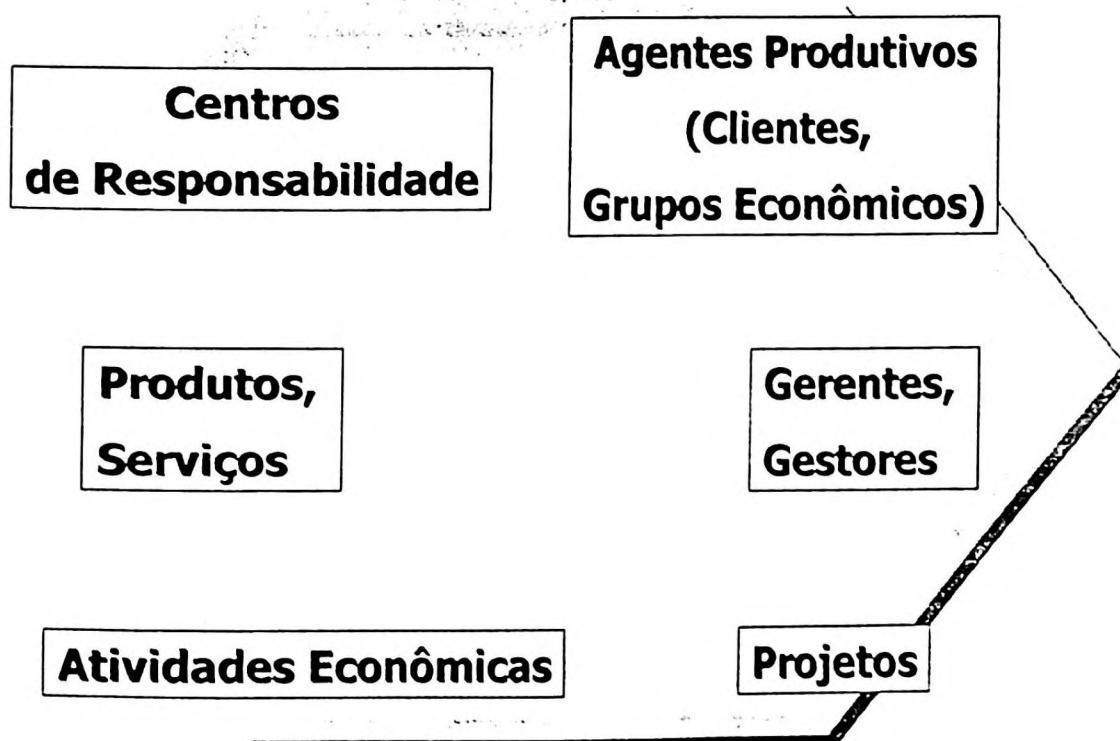 Centros
de Responsabilidade
Agentes Produtivos
(Clientes,
Grupos Econômicos)
Produtos,
Serviços
Gerentes,
Gestores
Atividades Econômicas
Projetos